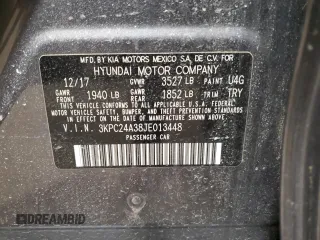 MFD. BY KIA MOTORS MEXICO S.A. DE C.V. FOR
HYUNDAI MOTOR COMPANY
12/17 GVWR 3527 LB PAINT U4G
GAWR FRONT 1940 LB GAWR REAR 1852 LB TRIM TRY
THIS VEHICLE CONFORMS TO ALL APPLICABLE U.S. FEDERAL
MOTOR VEHICLE SAFETY, BUMPER, AND THEFT PREVENTION
STANDARDS IN EFFECT ON THE DATE OF MANUFACTURE SHOWN ABOVE.
V.I.N. 3KPC24A38JE013448
PASSENGER CAR
DREAMBID